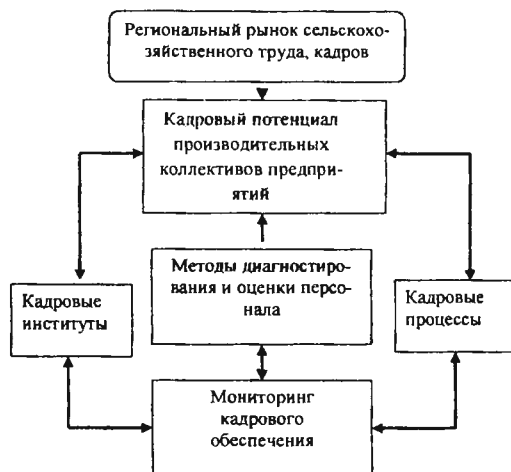 Региональный рынок сельскохо-
зяйственного труда, кадров
Кадровый потенциал
производительных
коллективов предпри-
ятий
Методы диагностиро-
вания и оценки персо-
нала
Кадровые
институты
Кадровые
процессы
Мониторинг
кадрового
обеспечения